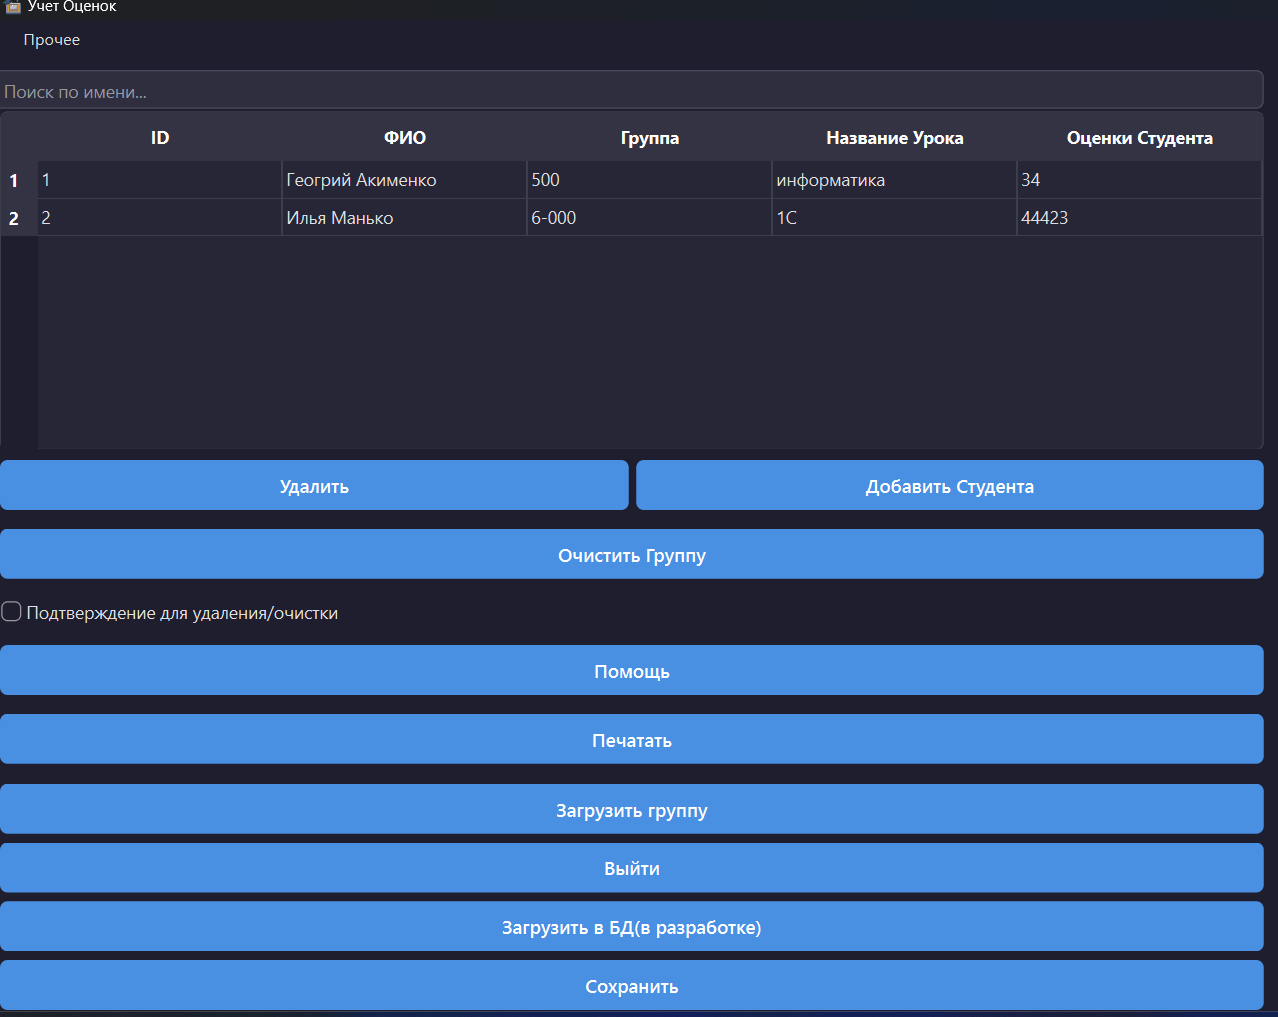 Учет Оценок
Прочее
Поиск по имени...
ID ФИО Группа Название Урока Оценки Студента
1 1 Геогрий Акименко 500 информатика 34
2 2 Илья Манько 6-000 1С 44423
Удалить Добавить Студента
Очистить Группу
Подтверждение для удаления/очистки
Помощь
Печатать
Загрузить группу
Выйти
Загрузить в БД(в разработке)
Сохранить